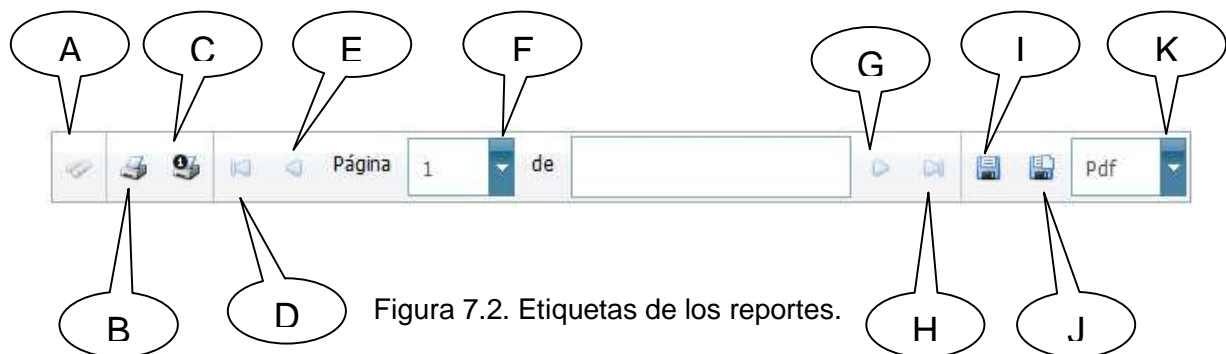 A C E F G I K
Página 1 de Pdf
B D H J
Figura 7.2. Etiquetas de los reportes.